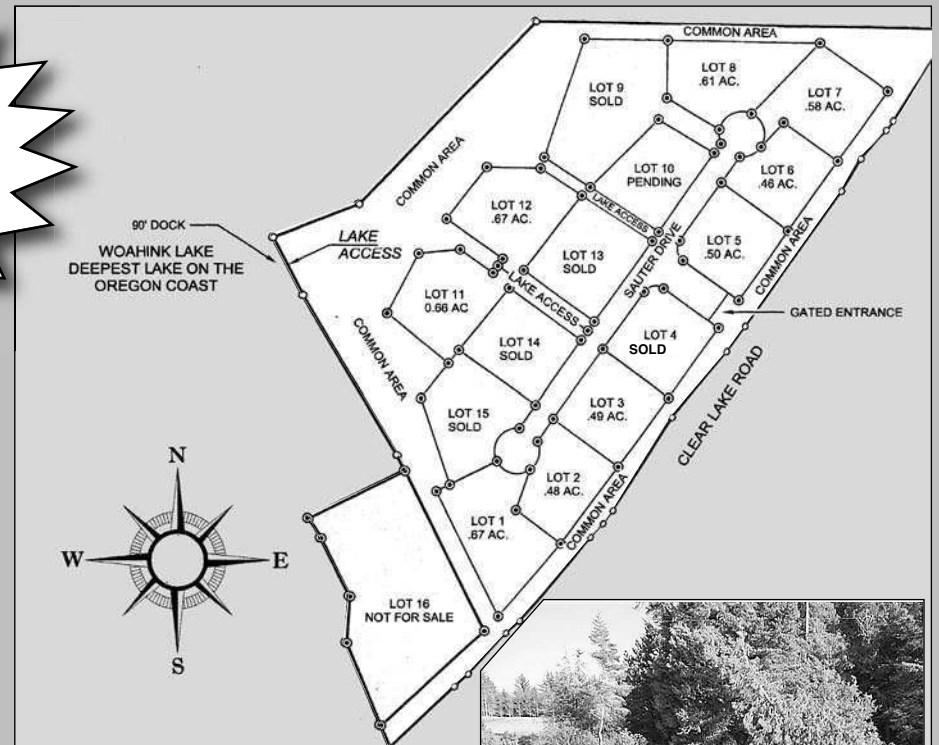 COMMON AREA
LOT 8
.61 AC.
LOT 9
SOLD
LOT 7
.58 AC.
COMMON AREA
LOT 10
PENDING
LOT 6
.46 AC.
LOT 12
.67 AC.
LAKE ACCESS
90' DOCK
LAKE
ACCESS
WOAHINK LAKE
DEEPEST LAKE ON THE
OREGON COAST
LOT 13
SOLD
SAUTER DRIVE
LOT 5
.50 AC.
COMMON AREA
LOT 11
0.66 AC
LAKE ACCESS
GATED ENTRANCE
LOT 4
SOLD
COMMON AREA
LOT 14
SOLD
CLEAR LAKE ROAD
LOT 3
.49 AC.
LOT 15
SOLD
LOT 2
.48 AC.
COMMON AREA
LOT 1
.67 AC.
N
W
E
S
LOT 16
NOT FOR SALE